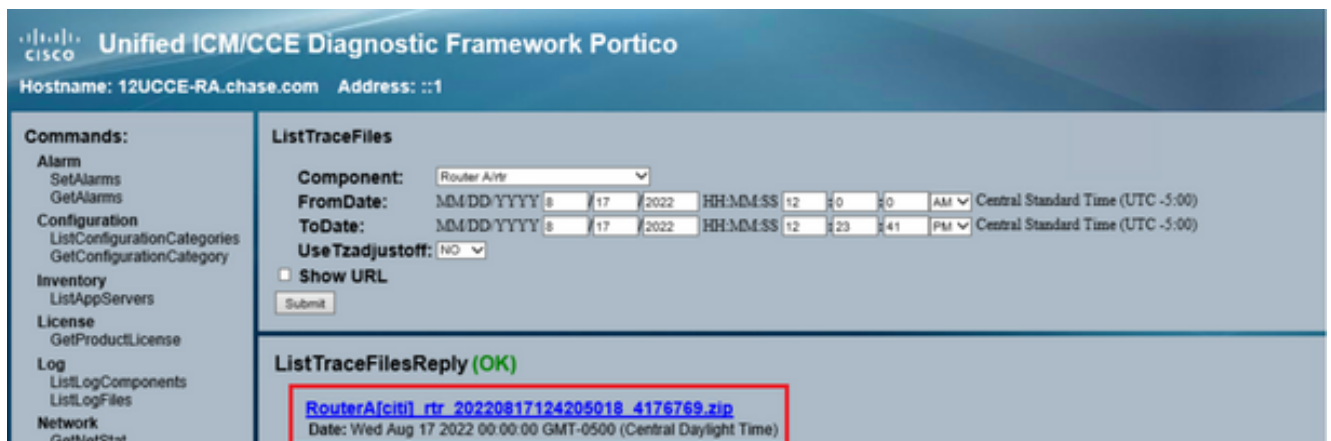 CISCO Unified ICM/CCE Diagnostic Framework Portico
Hostname: 12UCCE-RA.chase.com Address: ::1
Commands:
Alarm
SetAlarms
GetAlarms
Configuration
ListConfigurationCategories
GetConfigurationCategory
Inventory
ListAppServers
License
GetProductLicense
Log
ListLogComponents
ListLogFiles
Network
GetNetStat
ListTraceFiles
Component: Router A/rtr
FromDate: MM/DD/YYYY 8 / 17 / 2022 HH:MM:SS 12 : 0 : 0 AM Central Standard Time (UTC -5:00)
ToDate: MM/DD/YYYY 8 / 17 / 2022 HH:MM:SS 12 : 23 : 41 PM Central Standard Time (UTC -5:00)
UseTzadjustoff: NO
Show URL
Submit
ListTraceFilesReply (OK)
RouterA[citi]_rtr_20220817124205018_4176769.zip
Date: Wed Aug 17 2022 00:00:00 GMT-0500 (Central Daylight Time)